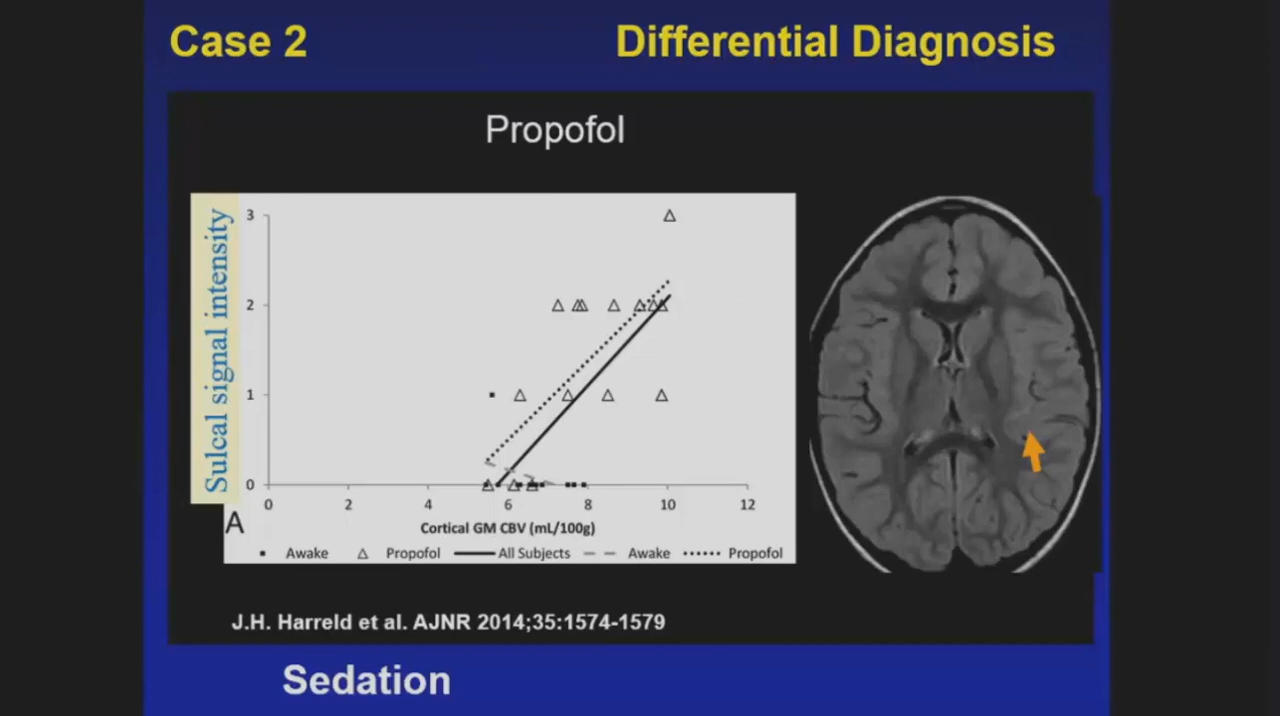 Case 2
Differential Diagnosis
Propofol
Sulcal signal intensity
3
2
1
0
0 2 4 6 8 10 12
Cortical GM CBV (mL/100g)
A
Awake Propofol All Subjects Awake Propofol
J.H. Harreld et al. AJNR 2014;35:1574-1579
Sedation